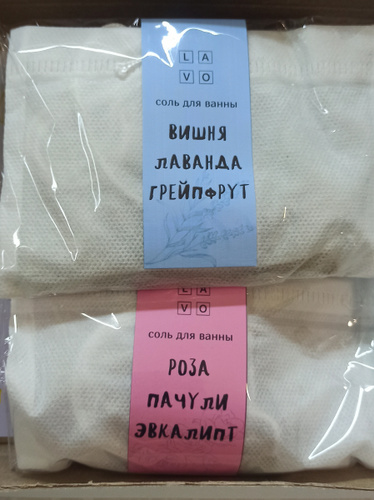 LA
VO
соль для ванны
ВИШНЯ
ЛАВАНДА
ГРЕЙПФРУТ
LA
VO
соль для ванны
РОЗА
ПАЧУЛИ
ЭВКАЛИПТ